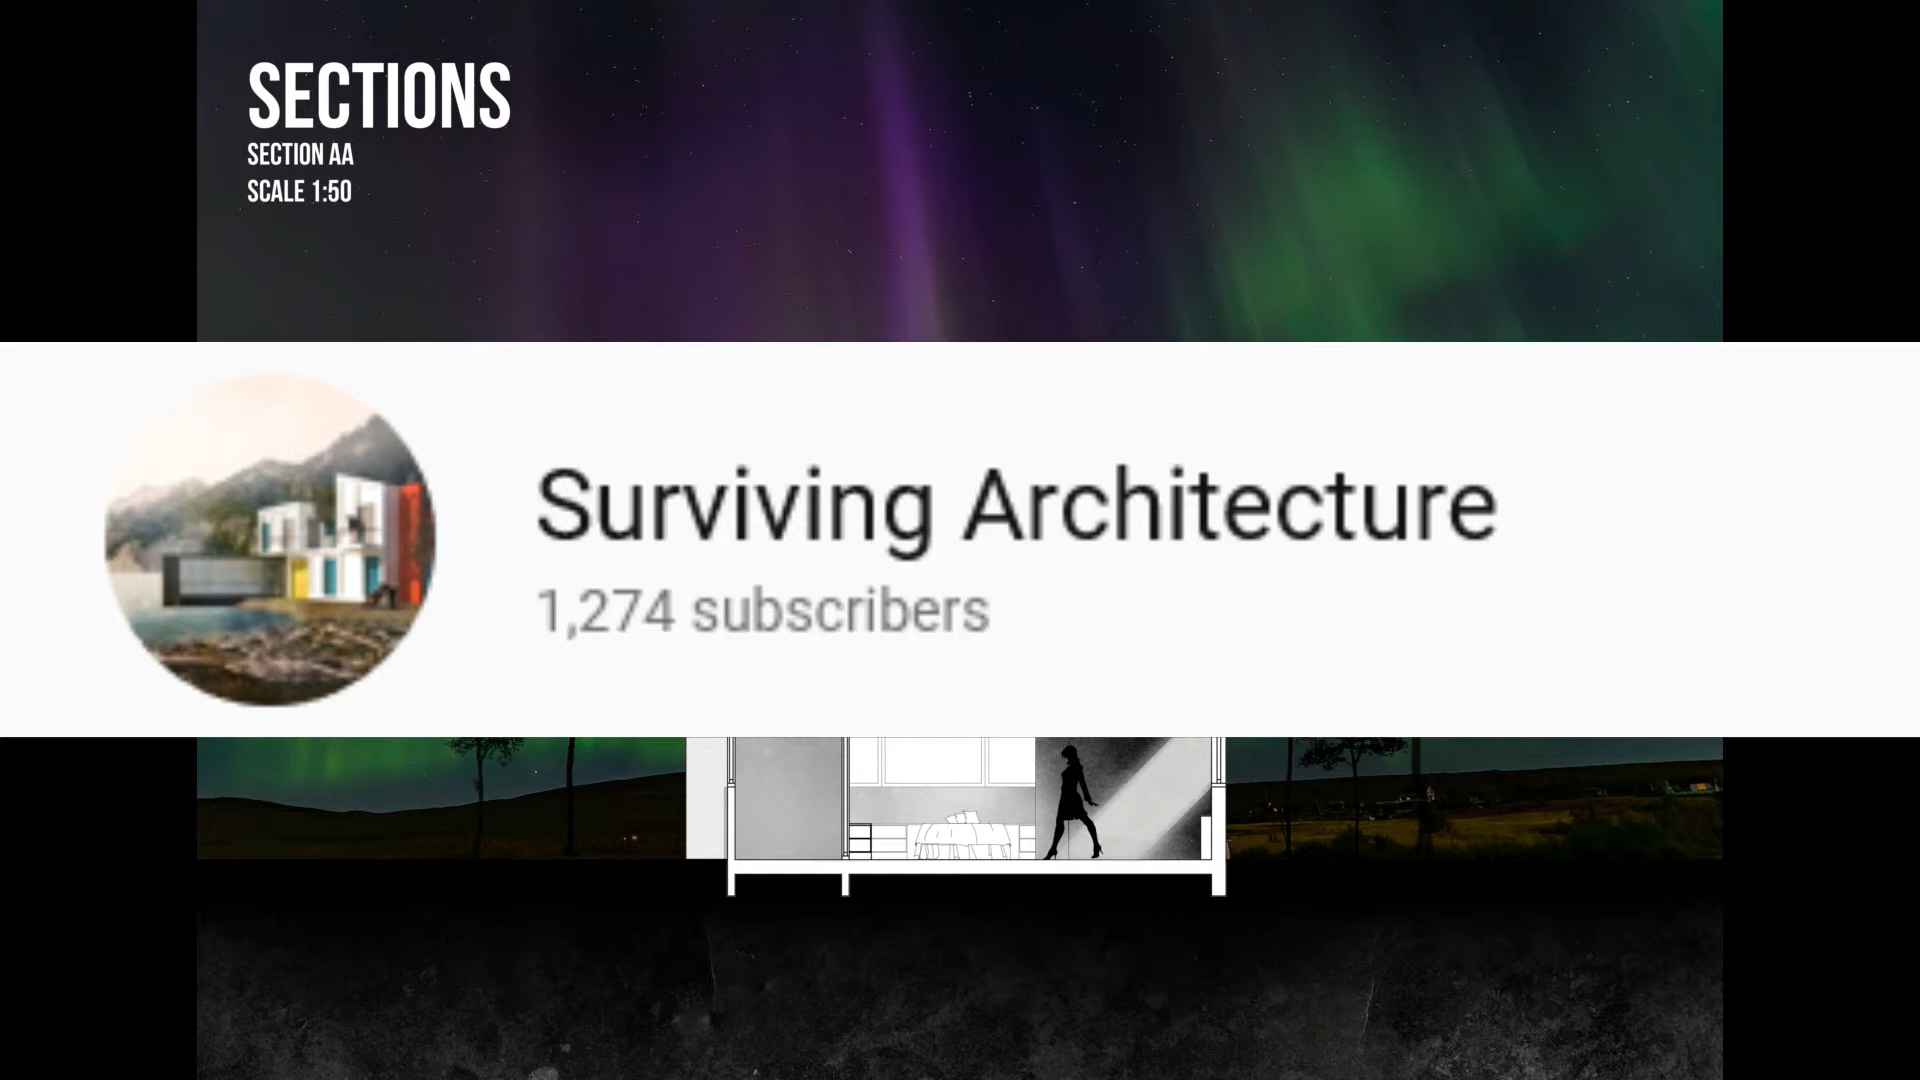 SECTIONS
SECTION AA
SCALE 1:50
Surviving Architecture
1,274 subscribers